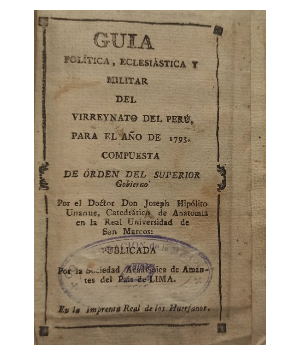 GUIA
POLÍTICA, ECLESIÁSTICA Y
MILITAR
DEL
VIRREYNATO DEL PERÚ,
PARA EL AÑO DE 1793.
COMPUESTA
DE ÓRDEN DEL SUPERIOR
Gobierno
Por el Doctor Don Joseph Hipólito
Unanue, Catedrático de Anatomía
en la Real Universidad de
San Marcos:
PUBLICADA
Por la Sociedad Académica de Aman-
tes del País de LIMA.
En la Imprenta Real de los Huérfanos.